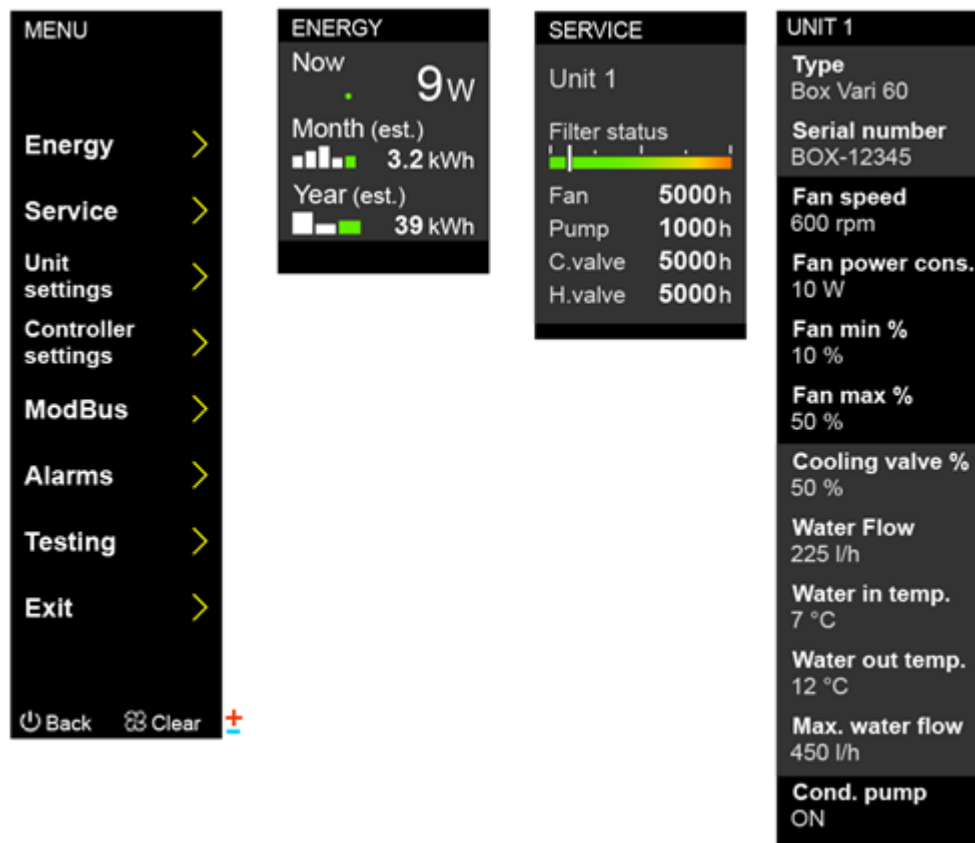 MENU
Energy
Service
Unit
settings
Controller
settings
ModBus
Alarms
Testing
Exit
Back Clear
ENERGY
Now
9W
Month (est.)
3.2 kWh
Year (est.)
39 kWh
SERVICE
Unit 1
Filter status
Fan 5000h
Pump 1000h
C.valve 5000h
H.valve 5000h
UNIT 1
Type
Box Vari 60
Serial number
BOX-12345
Fan speed
600 rpm
Fan power cons.
10 W
Fan min %
10 %
Fan max %
50 %
Cooling valve %
50 %
Water Flow
225 l/h
Water in temp.
7 °C
Water out temp.
12 °C
Max. water flow
450 l/h
Cond. pump
ON